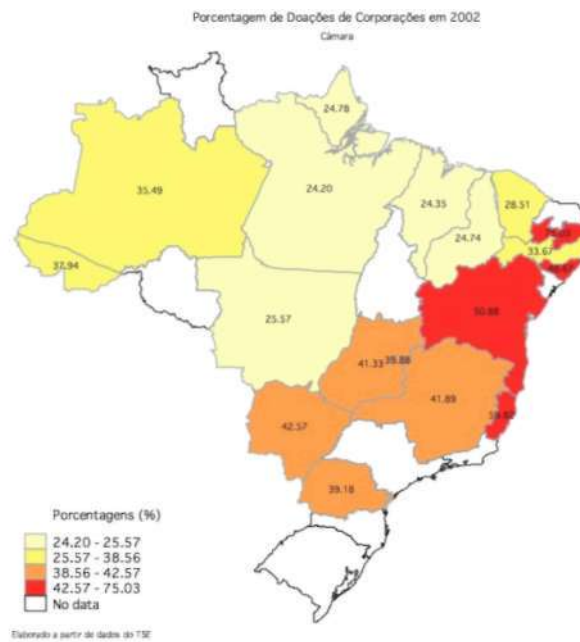 Porcentagem de Doações de Corporações em 2002
Câmara
24.78
35.49
24.20
24.35
28.51
24.74
33.67
37.94
50.88
25.57
41.33
39.88
41.89
42.57
39.18
Porcentagens (%)
24.20 - 25.57
25.57 - 38.56
38.56 - 42.57
42.57 - 75.03
No data
Elaborado a partir de dados do TSE